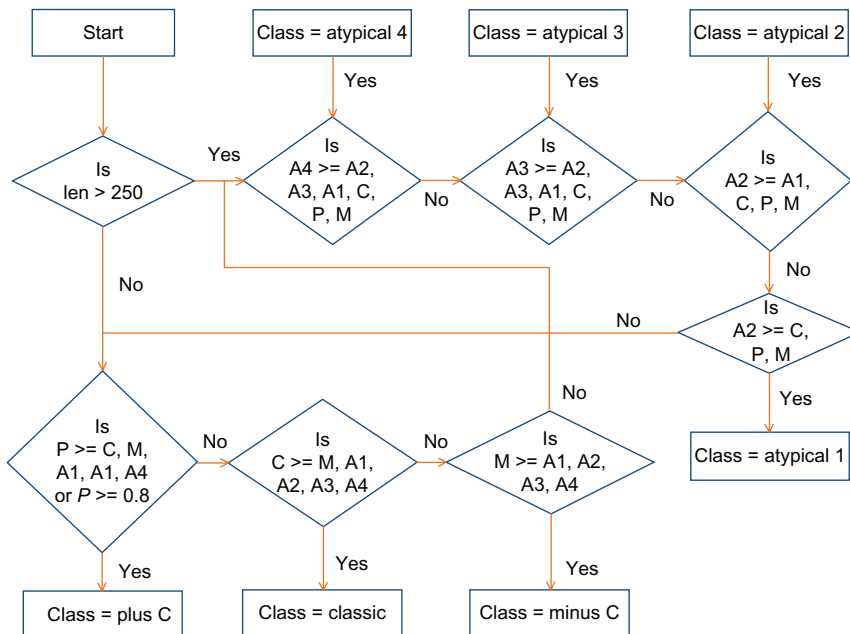 Start
Class = atypical 4
Class = atypical 3
Class = atypical 2
Yes
Yes
Yes
Is
len > 250
Yes
Is
A4 >= A2,
A3, A1, C,
P, M
No
Is
A3 >= A2,
A3, A1, C,
P, M
No
Is
A2 >= A1,
C, P, M
No
No
Is
A2 >= C,
P, M
No
Yes
Class = atypical 1
Is
P >= C, M,
A1, A1, A4
or P >= 0.8
No
Is
C >= M, A1,
A2, A3, A4
No
Is
M >= A1, A2,
A3, A4
No
Yes
Yes
Yes
Class = plus C
Class = classic
Class = minus C